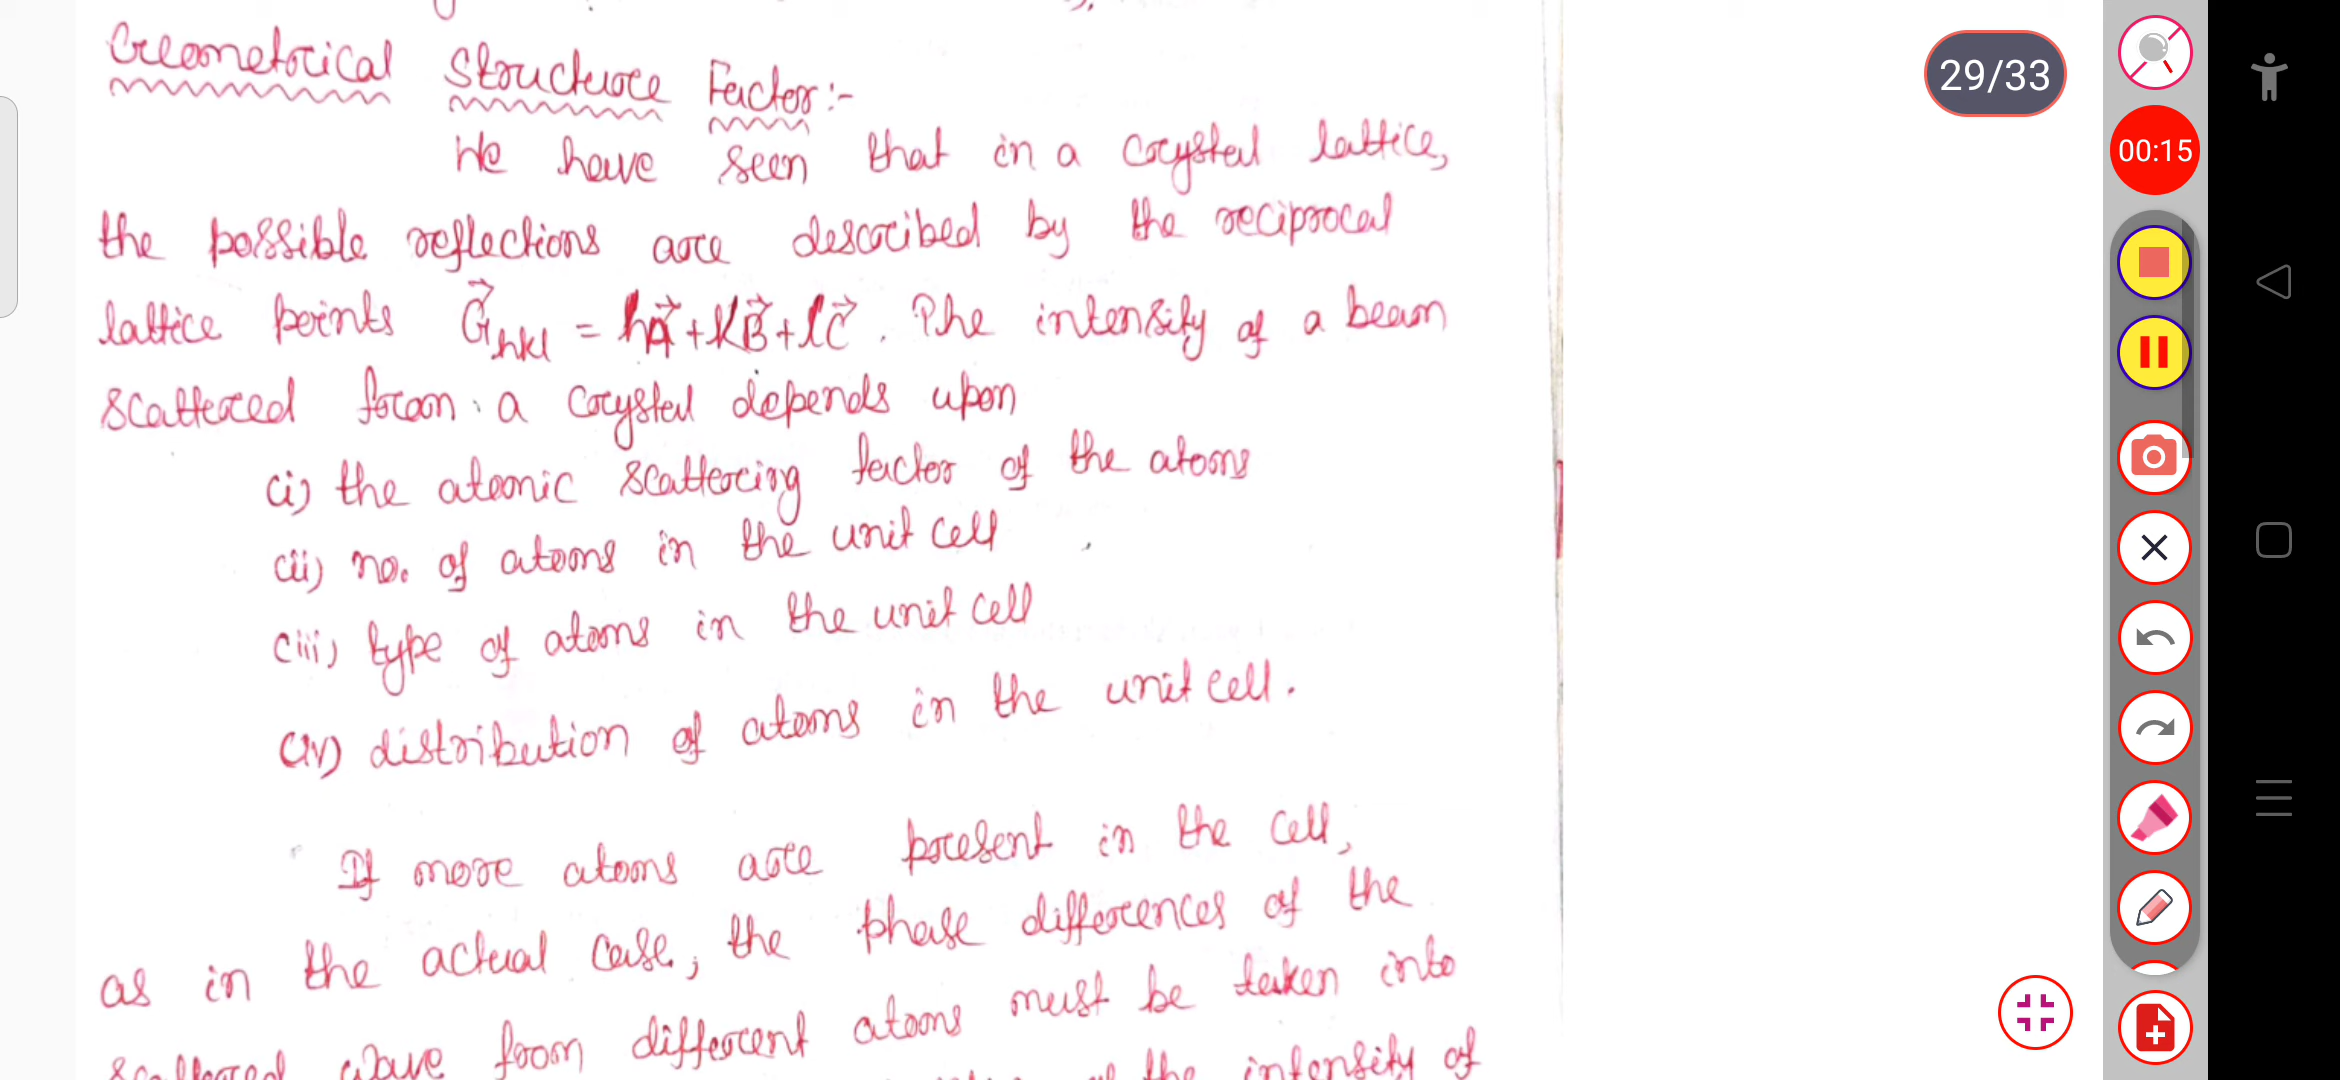 Geometrical Structure Factor:-
We have seen that in a crystal lattice,
the possible reflections are described by the reciprocal
lattice points G⃗hkl = hA⃗+kB⃗+lC⃗. The intensity of a beam
scattered from a crystal depends upon
(i) the atomic scattering factor of the atoms
(ii) no. of atoms in the unit cell
(iii) type of atoms in the unit cell
(iv) distribution of atoms in the unit cell.
If more atoms are present in the cell,
as in the actual case, the phase differences of the
scattered wave from different atoms must be taken into
of the intensity of
29/33
00:15